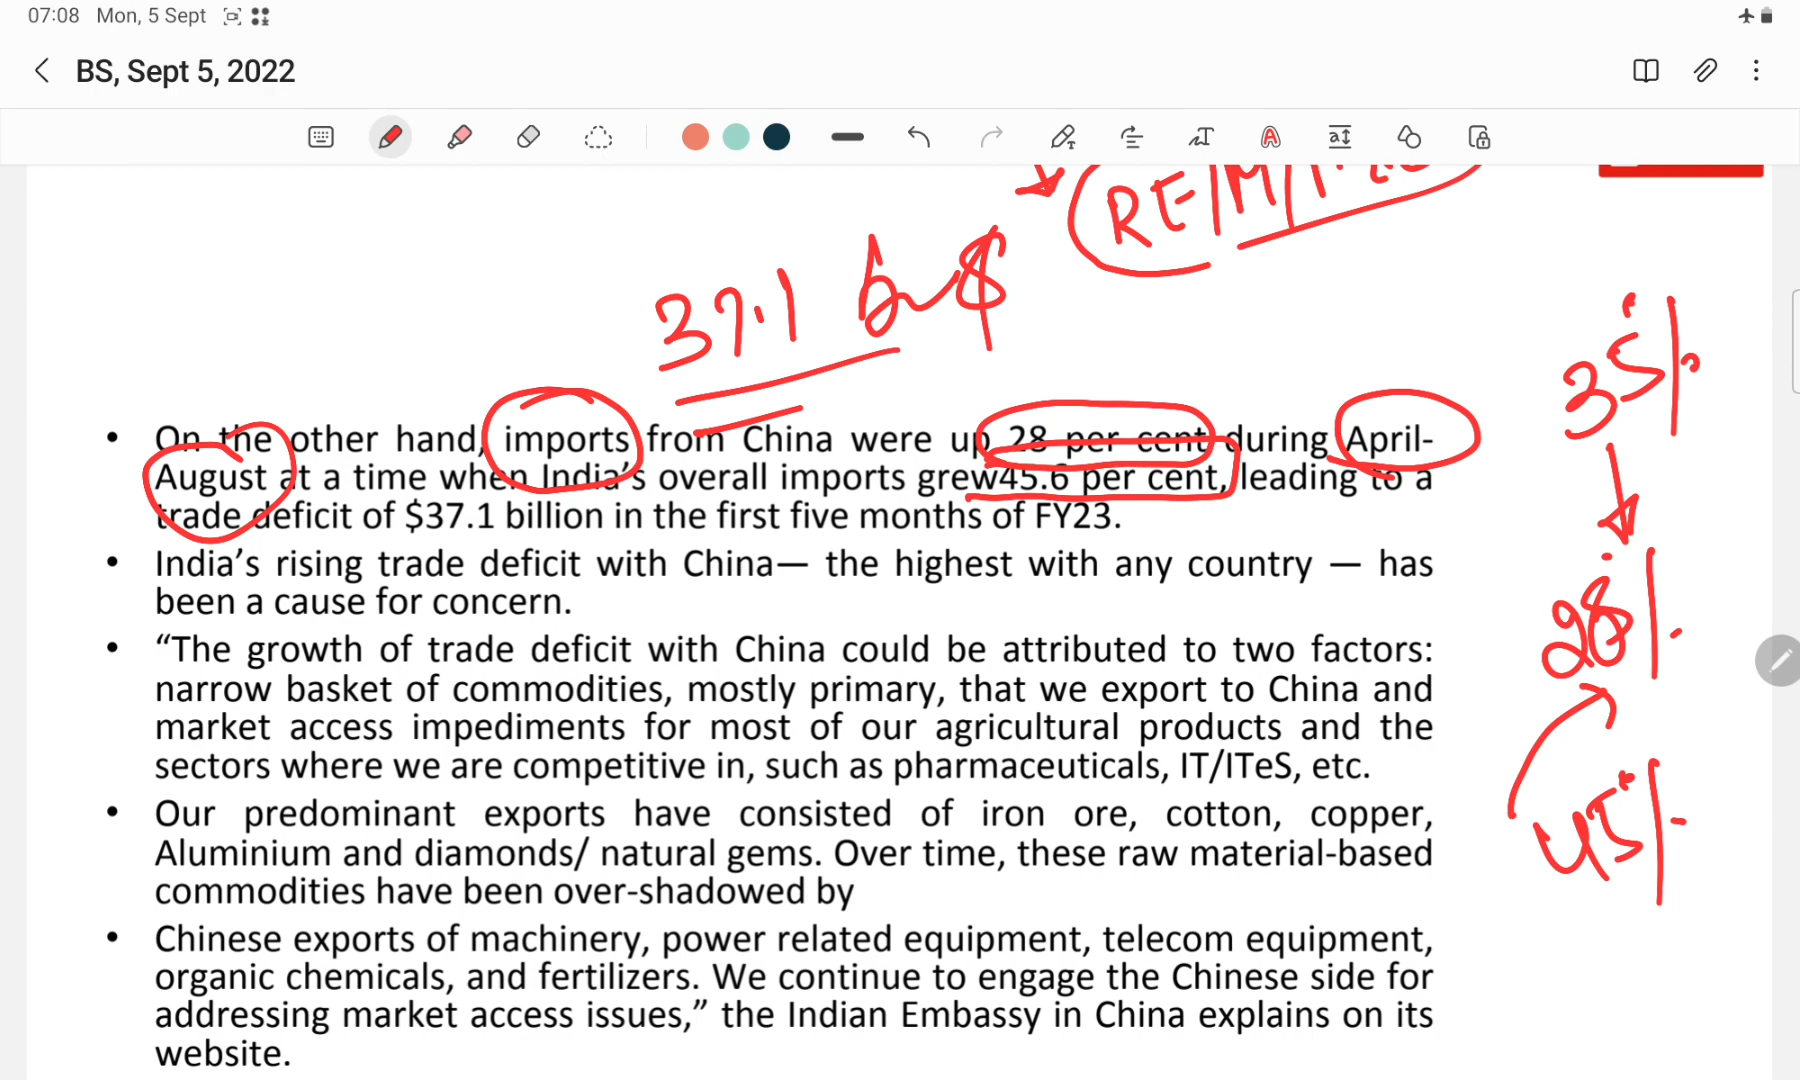 07:08 Mon, 5 Sept
BS, Sept 5, 2022
RE/M/
37.1 bn $
35%
• On the other hand, imports from China were up 28 per cent during April-
August at a time when India's overall imports grew45.6 per cent, leading to a
trade deficit of $37.1 billion in the first five months of FY23.
• India's rising trade deficit with China— the highest with any country — has
been a cause for concern.
28%
• “The growth of trade deficit with China could be attributed to two factors:
narrow basket of commodities, mostly primary, that we export to China and
market access impediments for most of our agricultural products and the
sectors where we are competitive in, such as pharmaceuticals, IT/ITeS, etc.
45%
• Our predominant exports have consisted of iron ore, cotton, copper,
Aluminium and diamonds/ natural gems. Over time, these raw material-based
commodities have been over-shadowed by
• Chinese exports of machinery, power related equipment, telecom equipment,
organic chemicals, and fertilizers. We continue to engage the Chinese side for
addressing market access issues,” the Indian Embassy in China explains on its
website.